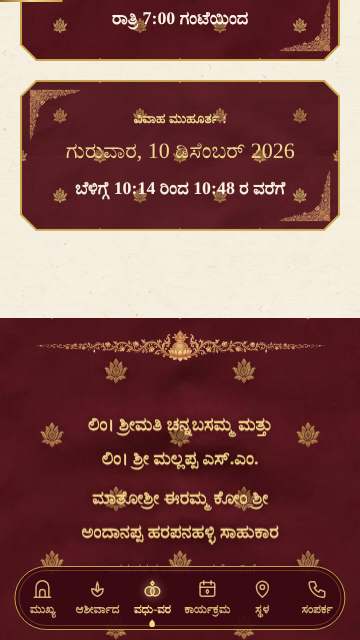 ರಾತ್ರಿ 7:00 ಗಂಟೆಯಿಂದ
ವಿವಾಹ ಮುಹೂರ್ತ :
ಗುರುವಾರ, 10 ಡಿಸೆಂಬರ್ 2026
ಬೆಳಿಗ್ಗೆ 10:14 ರಿಂದ 10:48 ರ ವರೆಗೆ
ಲಿಂ। ಶ್ರೀಮತಿ ಚನ್ನಬಸಮ್ಮ ಮತ್ತು
ಲಿಂ। ಶ್ರೀ ಮಲ್ಲಪ್ಪ ಎಸ್.ಎಂ.
ಮಾತೋಶ್ರೀ ಈರಮ್ಮ ಕೋಂ ಶ್ರೀ
ಅಂದಾನಪ್ಪ ಹರಪನಹಳ್ಳಿ ಸಾಹುಕಾರ
ಮುಖ್ಯ ಆಶೀರ್ವಾದ ವಧು-ವರ ಕಾರ್ಯಕ್ರಮ ಸ್ಥಳ ಸಂಪರ್ಕ